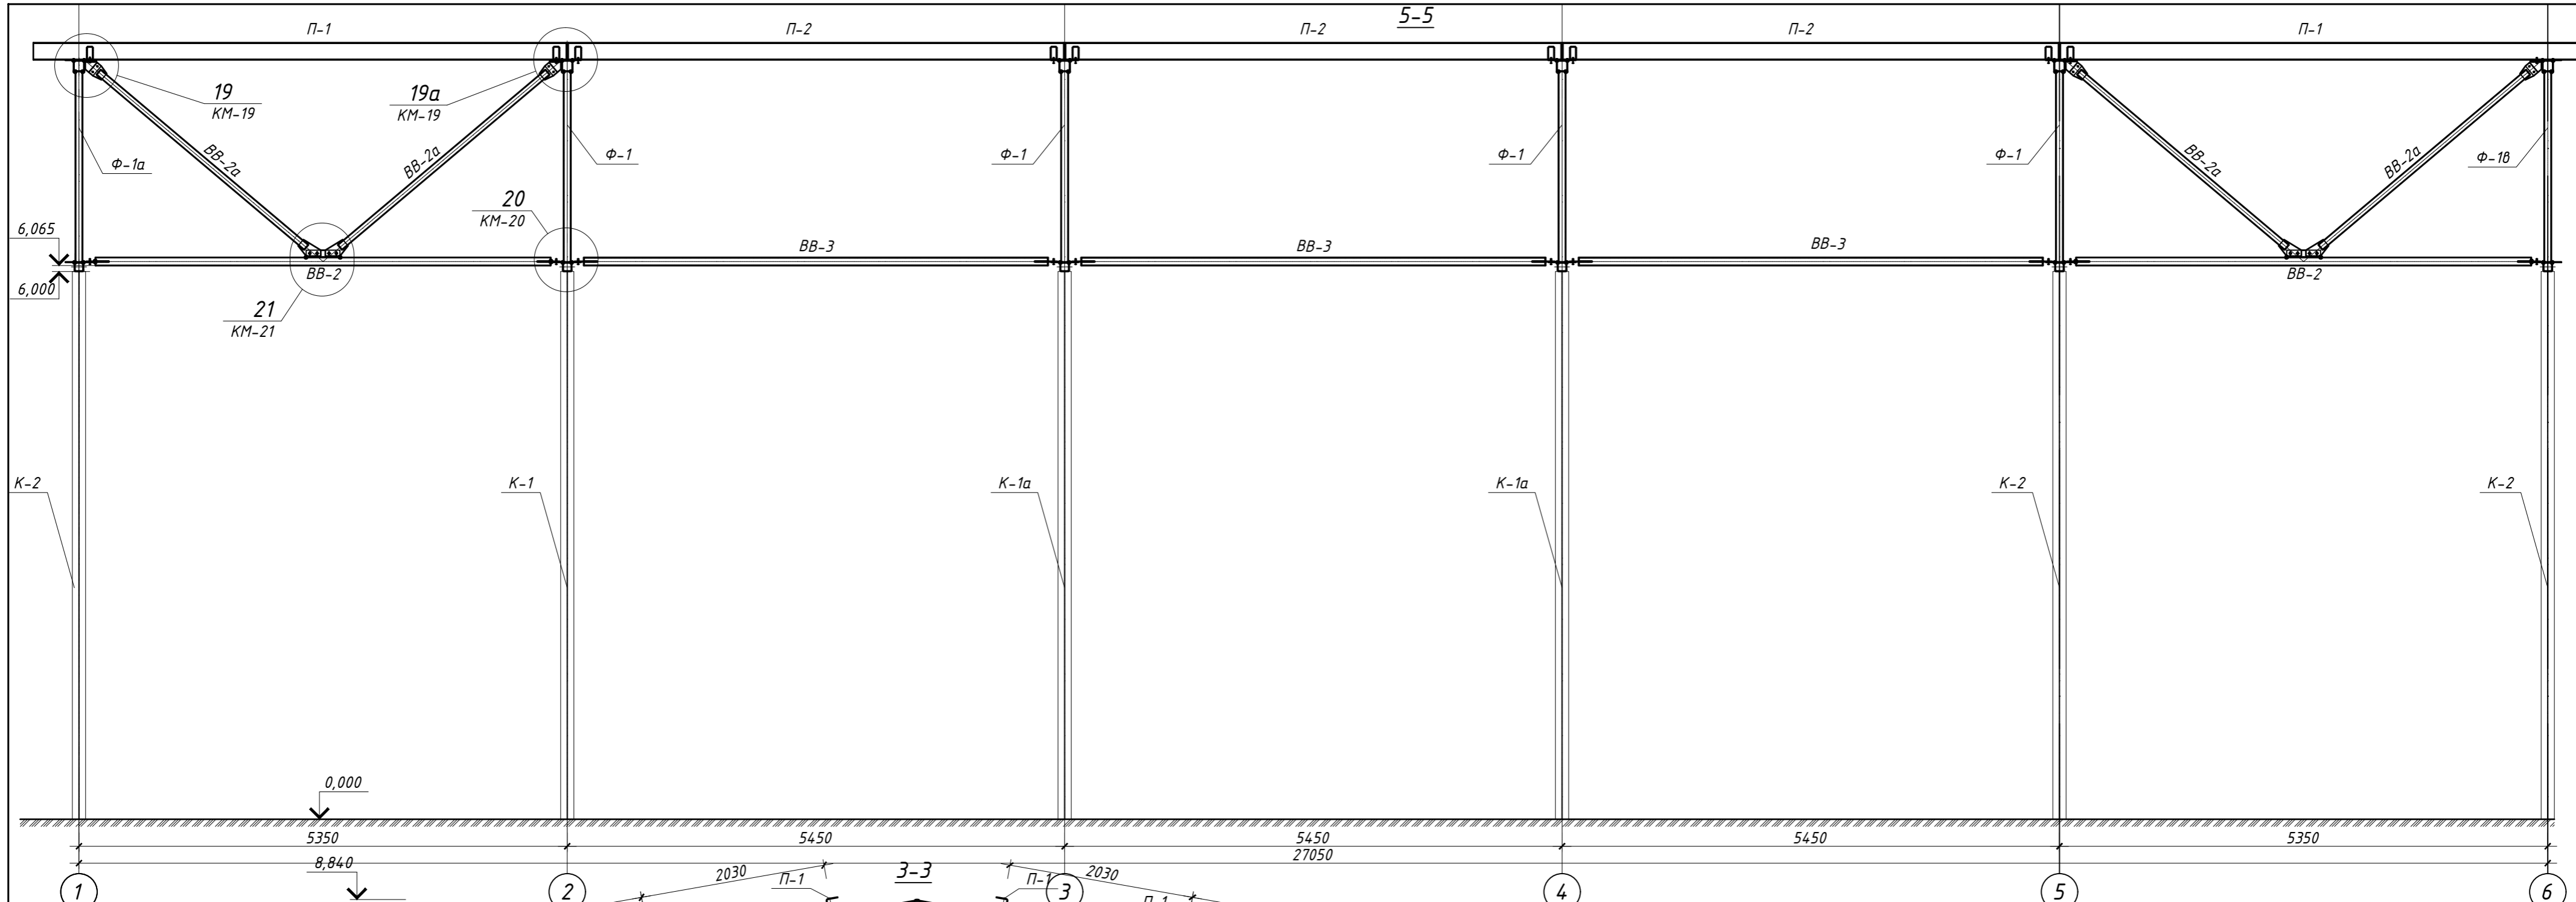 5-5
П-1
П-2
П-2
П-2
П-1
19
КМ-19
19а
КМ-19
Ф-1а
ВВ-2а
ВВ-2а
Ф-1
Ф-1
Ф-1
Ф-1
ВВ-2а
ВВ-2а
Ф-1в
20
КМ-20
6,065
6,000
ВВ-2
ВВ-3
ВВ-3
ВВ-3
ВВ-2
21
КМ-21
К-2
К-1
К-1а
К-1а
К-2
К-2
0,000
5350
5450
5450
5450
5350
27050
8,840
2030
3-3
2030
П-1
П-1
П-1
1
2
3
4
5
6